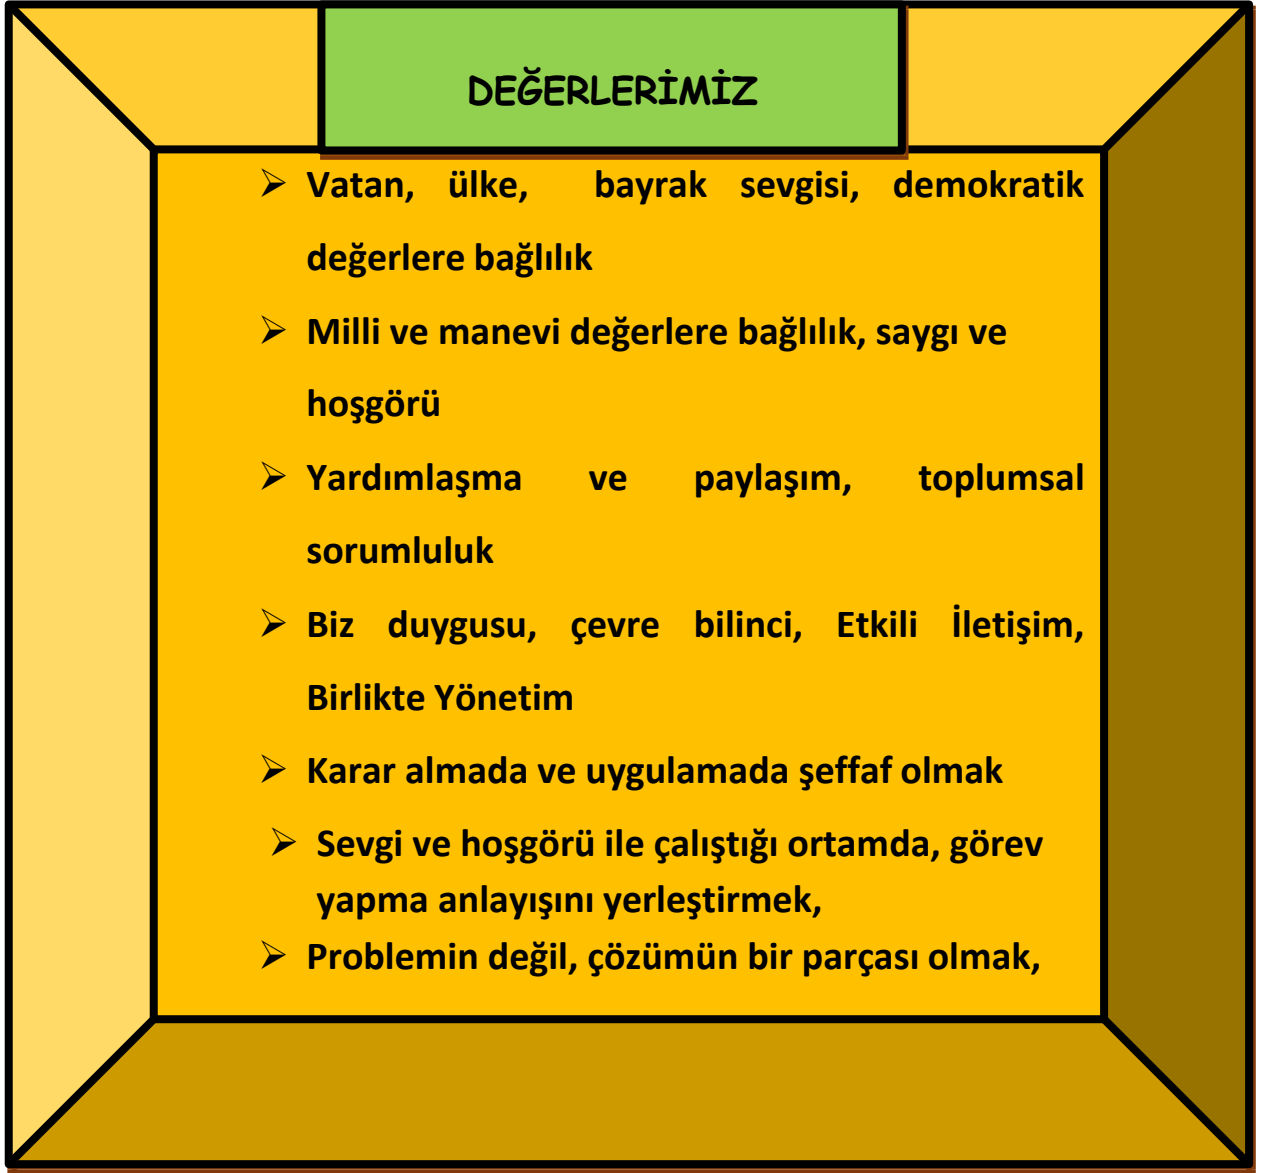 DEĞERLERİMİZ
➢ Vatan, ülke, bayrak sevgisi, demokratik
değerlere bağlılık
➢ Milli ve manevi değerlere bağlılık, saygı ve
hoşgörü
➢ Yardımlaşma ve paylaşım, toplumsal
sorumluluk
➢ Biz duygusu, çevre bilinci, Etkili İletişim,
Birlikte Yönetim
➢ Karar almada ve uygulamada şeffaf olmak
➢ Sevgi ve hoşgörü ile çalıştığı ortamda, görev
yapma anlayışını yerleştirmek,
➢ Problemin değil, çözümün bir parçası olmak,